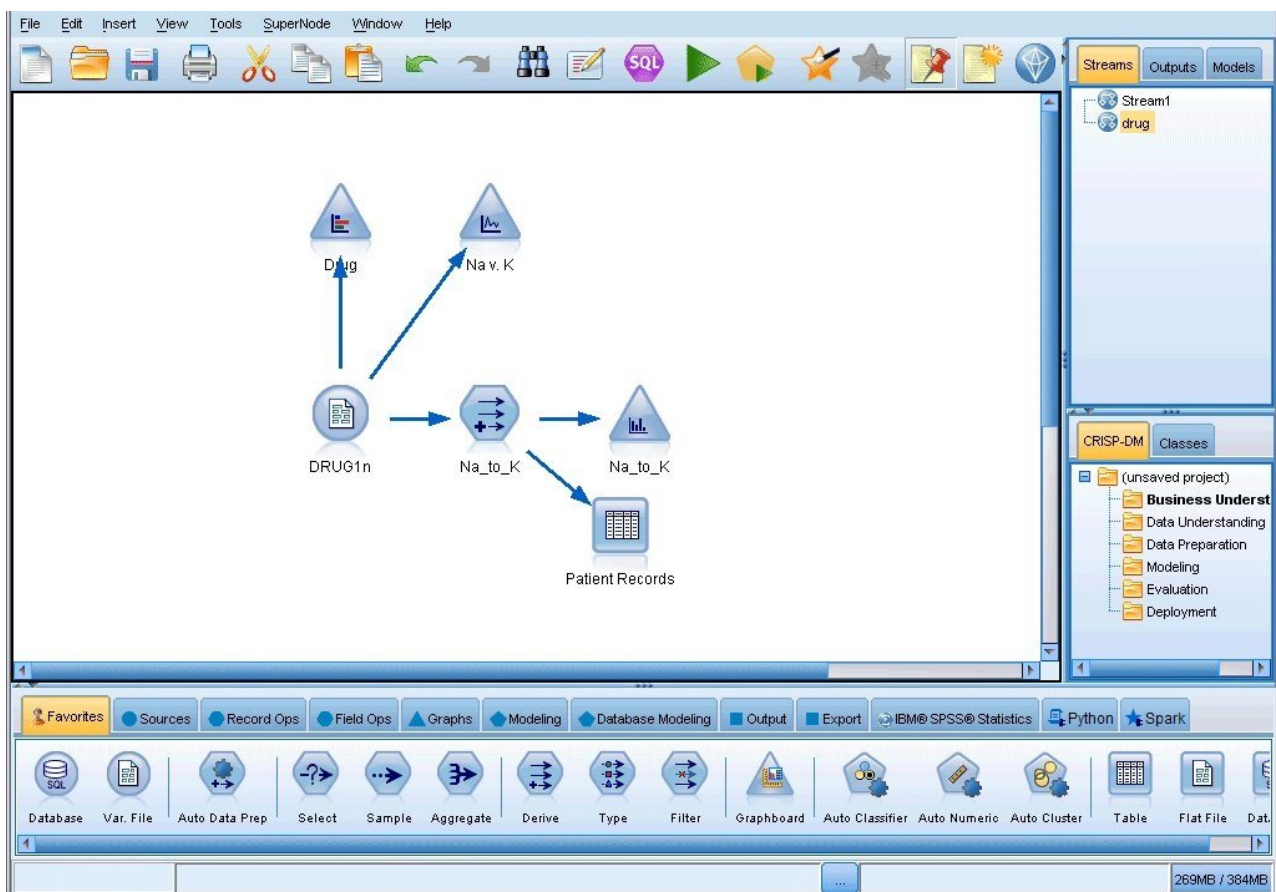 File Edit Insert View Tools SuperNode Window Help
SQL
Streams Outputs Models
Stream1
drug
Drug
Na v. K
DRUG1n
Na_to_K
Na_to_K
Patient Records
CRISP-DM Classes
(unsaved project)
Business Underst
Data Understanding
Data Preparation
Modeling
Evaluation
Deployment
Favorites Sources Record Ops Field Ops Graphs Modeling Database Modeling Output Export IBM® SPSS® Statistics Python Spark
SQL
Database Var. File Auto Data Prep Select Sample Aggregate Derive Type Filter Graphboard Auto Classifier Auto Numeric Auto Cluster Table Flat File Dat
...
269MB / 384MB